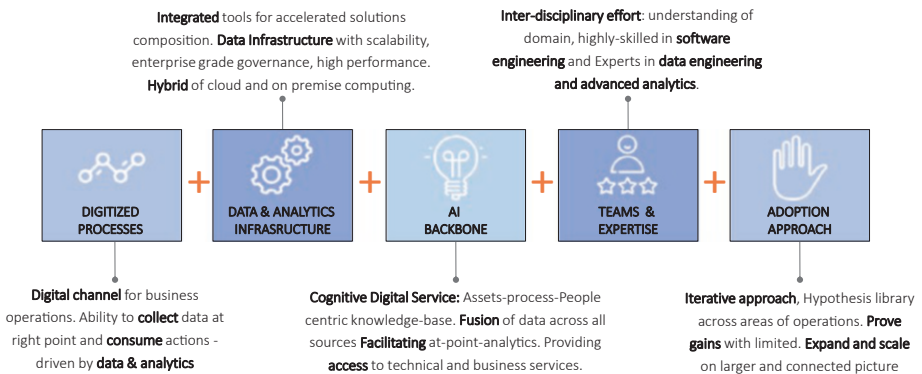 Integrated tools for accelerated solutions
composition. Data Infrastructure with scalability,
enterprise grade governance, high performance.
Hybrid of cloud and on premise computing.
Inter-disciplinary effort: understanding of
domain, highly-skilled in software
engineering and Experts in data engineering
and advanced analytics.
DIGITIZED
PROCESSES
DATA & ANALYTICS
INFRASRUCTURE
AI
BACKBONE
TEAMS &
EXPERTISE
ADOPTION
APPROACH
Digital channel for business
operations. Ability to collect data at
right point and consume actions -
driven by data & analytics
Cognitive Digital Service: Assets-process-People
centric knowledge-base. Fusion of data across all
sources Facilitating at-point-analytics. Providing
access to technical and business services.
Iterative approach, Hypothesis library
across areas of operations. Prove
gains with limited. Expand and scale
on larger and connected picture